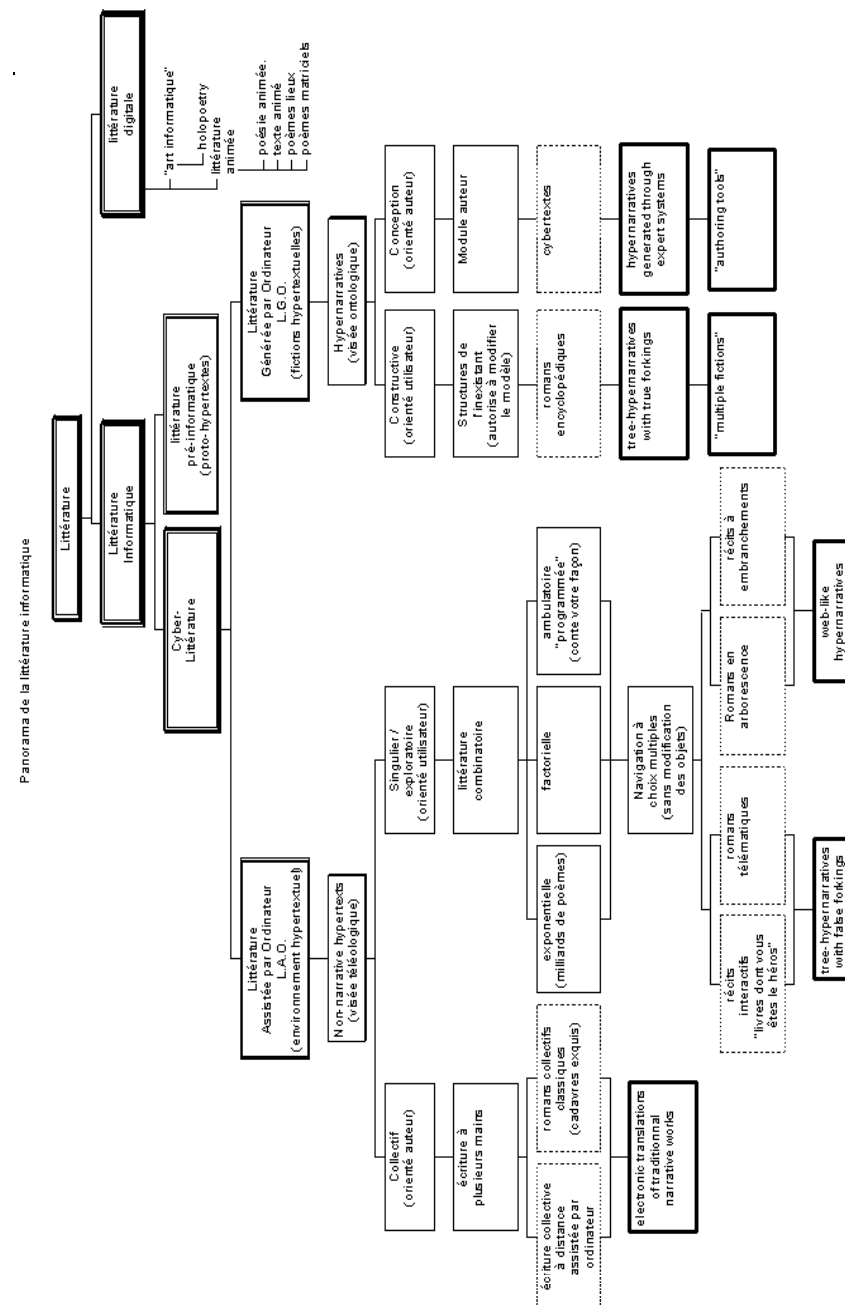 Panorama de la littérature informatique
Littérature
Littérature
Informatique
littérature
digitale
"art informatique"
holopoetry
littérature
animée
poésie animée.
texte animé
poèmes lieux
poèmes matriciels
Cyber-
Littérature
littérature
pré-informatique
(proto-hypertextes)
Littérature
Assistée par Ordinateur
L.A.O.
(environnement hypertextuel)
Littérature
Générée par Ordinateur
L.G.O.
(fictions hypertextuelles)
Non-narrative hypertexts
(visée téléologique)
Hypernarratives
(visée ontologique)
Collectif
(orienté auteur)
Singulier /
exploratoire
(orienté utilisateur)
Constructive
(orienté utilisateur)
Conception
(orienté auteur)
écriture à
plusieurs mains
littérature
combinatoire
Structures de
l'inexistant
(autorise à modifier
le modèle)
Module auteur
écriture collective
à distance
assistée par
ordinateur
romans collectifs
classiques
(cadavres exquis)
exponentielle
(milliards de poèmes)
factorielle
ambulatoire
"programmée"
(conte votre façon)
romans
encyclopédiques
cybertextes
electronic translations
of traditionnal
narrative works
Navigation à
choix multiples
(sans modification
des objets)
tree-hypernarratives
with true forkings
hypernarratives
generated through
expert systems
récits
interactifs
"livres dont vous
êtes le héros"
romans
télématiques
Romans en
arborescence
récits à
embranchements
"multiple fictions"
"authoring tools"
tree-hypernarratives
with false forkings
web-like
hypernarratives